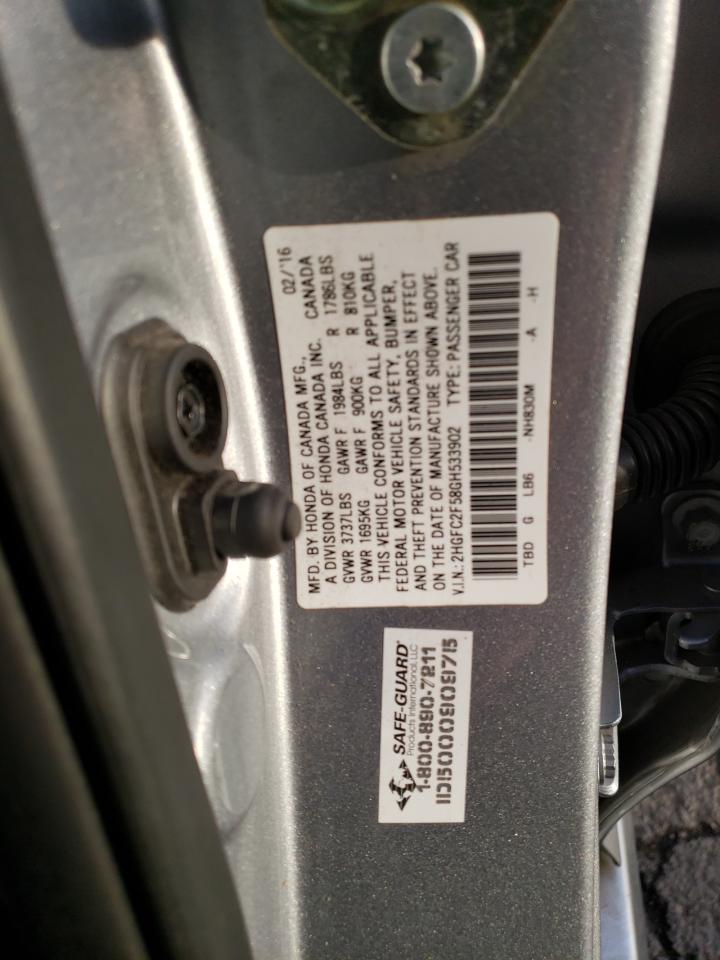 MFD. BY HONDA OF CANADA MFG., 02/'16
A DIVISION OF HONDA CANADA INC. CANADA
GVWR 3737LBS GAWR F 1984LBS R 1786LBS
GVWR 1695KG GAWR F 900KG R 810KG
THIS VEHICLE CONFORMS TO ALL APPLICABLE
FEDERAL MOTOR VEHICLE SAFETY, BUMPER,
AND THEFT PREVENTION STANDARDS IN EFFECT
ON THE DATE OF MANUFACTURE SHOWN ABOVE.
V.I.N.: 2HGFC2F58GH533902 TYPE: PASSENGER CAR
TBD G LB6 -NH830M -A -H
SAFE-GUARD®
Products International, LLC
1-800-890-7211
11D1500090909715